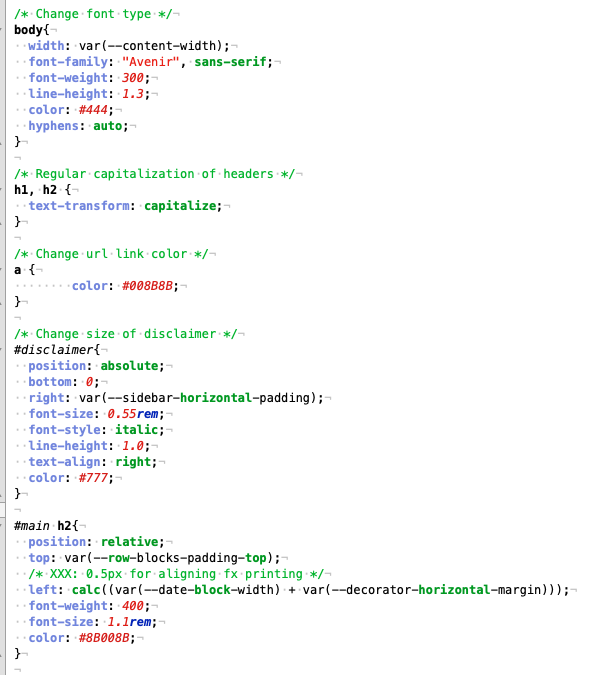 /* Change font type */
body{
  width: var(--content-width);
  font-family: "Avenir", sans-serif;
  font-weight: 300;
  line-height: 1.3;
  color: #444;
  hyphens: auto;
}

/* Regular capitalization of headers */
h1, h2 {
  text-transform: capitalize;
}

/* Change url link color */
a {
        color: #008B8B;
}

/* Change size of disclaimer */
#disclaimer{
  position: absolute;
  bottom: 0;
  right: var(--sidebar-horizontal-padding);
  font-size: 0.55rem;
  font-style: italic;
  line-height: 1.0;
  text-align: right;
  color: #777;
}

#main h2{
  position: relative;
  top: var(--row-blocks-padding-top);
  /* XXX: 0.5px for aligning fx printing */
  left: calc((var(--date-block-width) + var(--decorator-horizontal-margin)));
  font-weight: 400;
  font-size: 1.1rem;
  color: #8B008B;
}